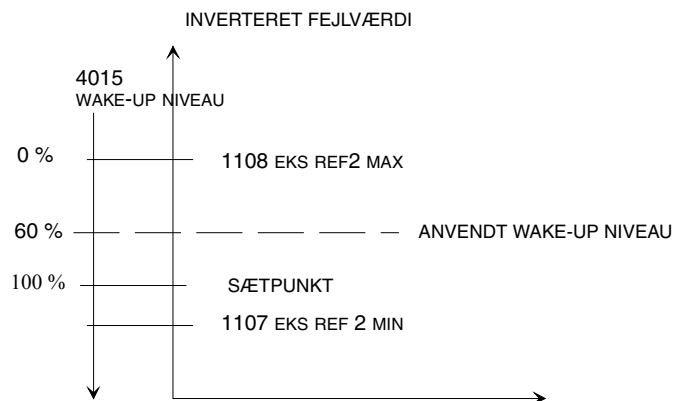 INVERTERET FEJLVÆRDI
4015
WAKE-UP NIVEAU
0 %
1108 EKS REF2 MAX
60 %
ANVENDT WAKE-UP NIVEAU
100 %
SÆTPUNKT
1107 EKS REF 2 MIN